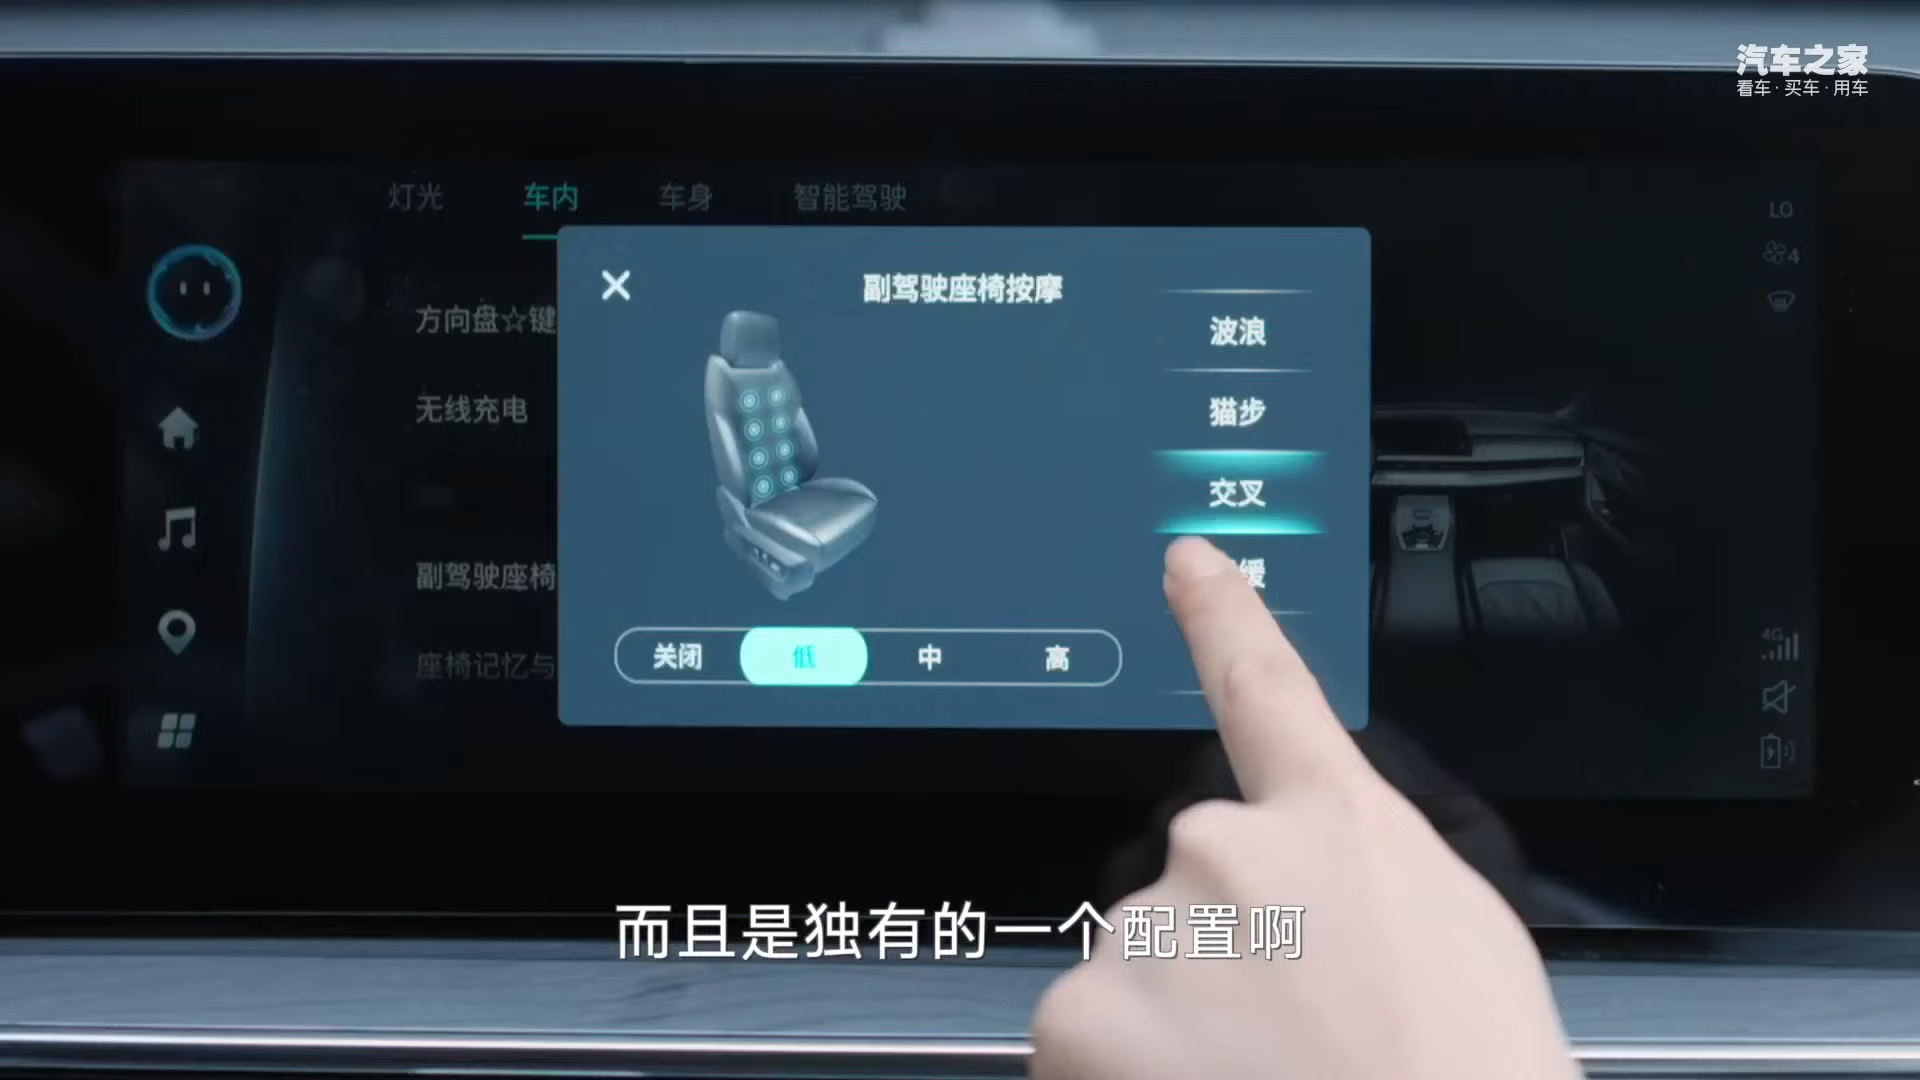 汽车之家
看车·买车·用车
灯光
车内
车身
智能驾驶
LO
4
方向盘☆键
无线充电
副驾驶座椅
座椅记忆与
副驾驶座椅按摩
波浪
猫步
交叉
缓
关闭
低
中
高
4G
而且是独有的一个配置啊